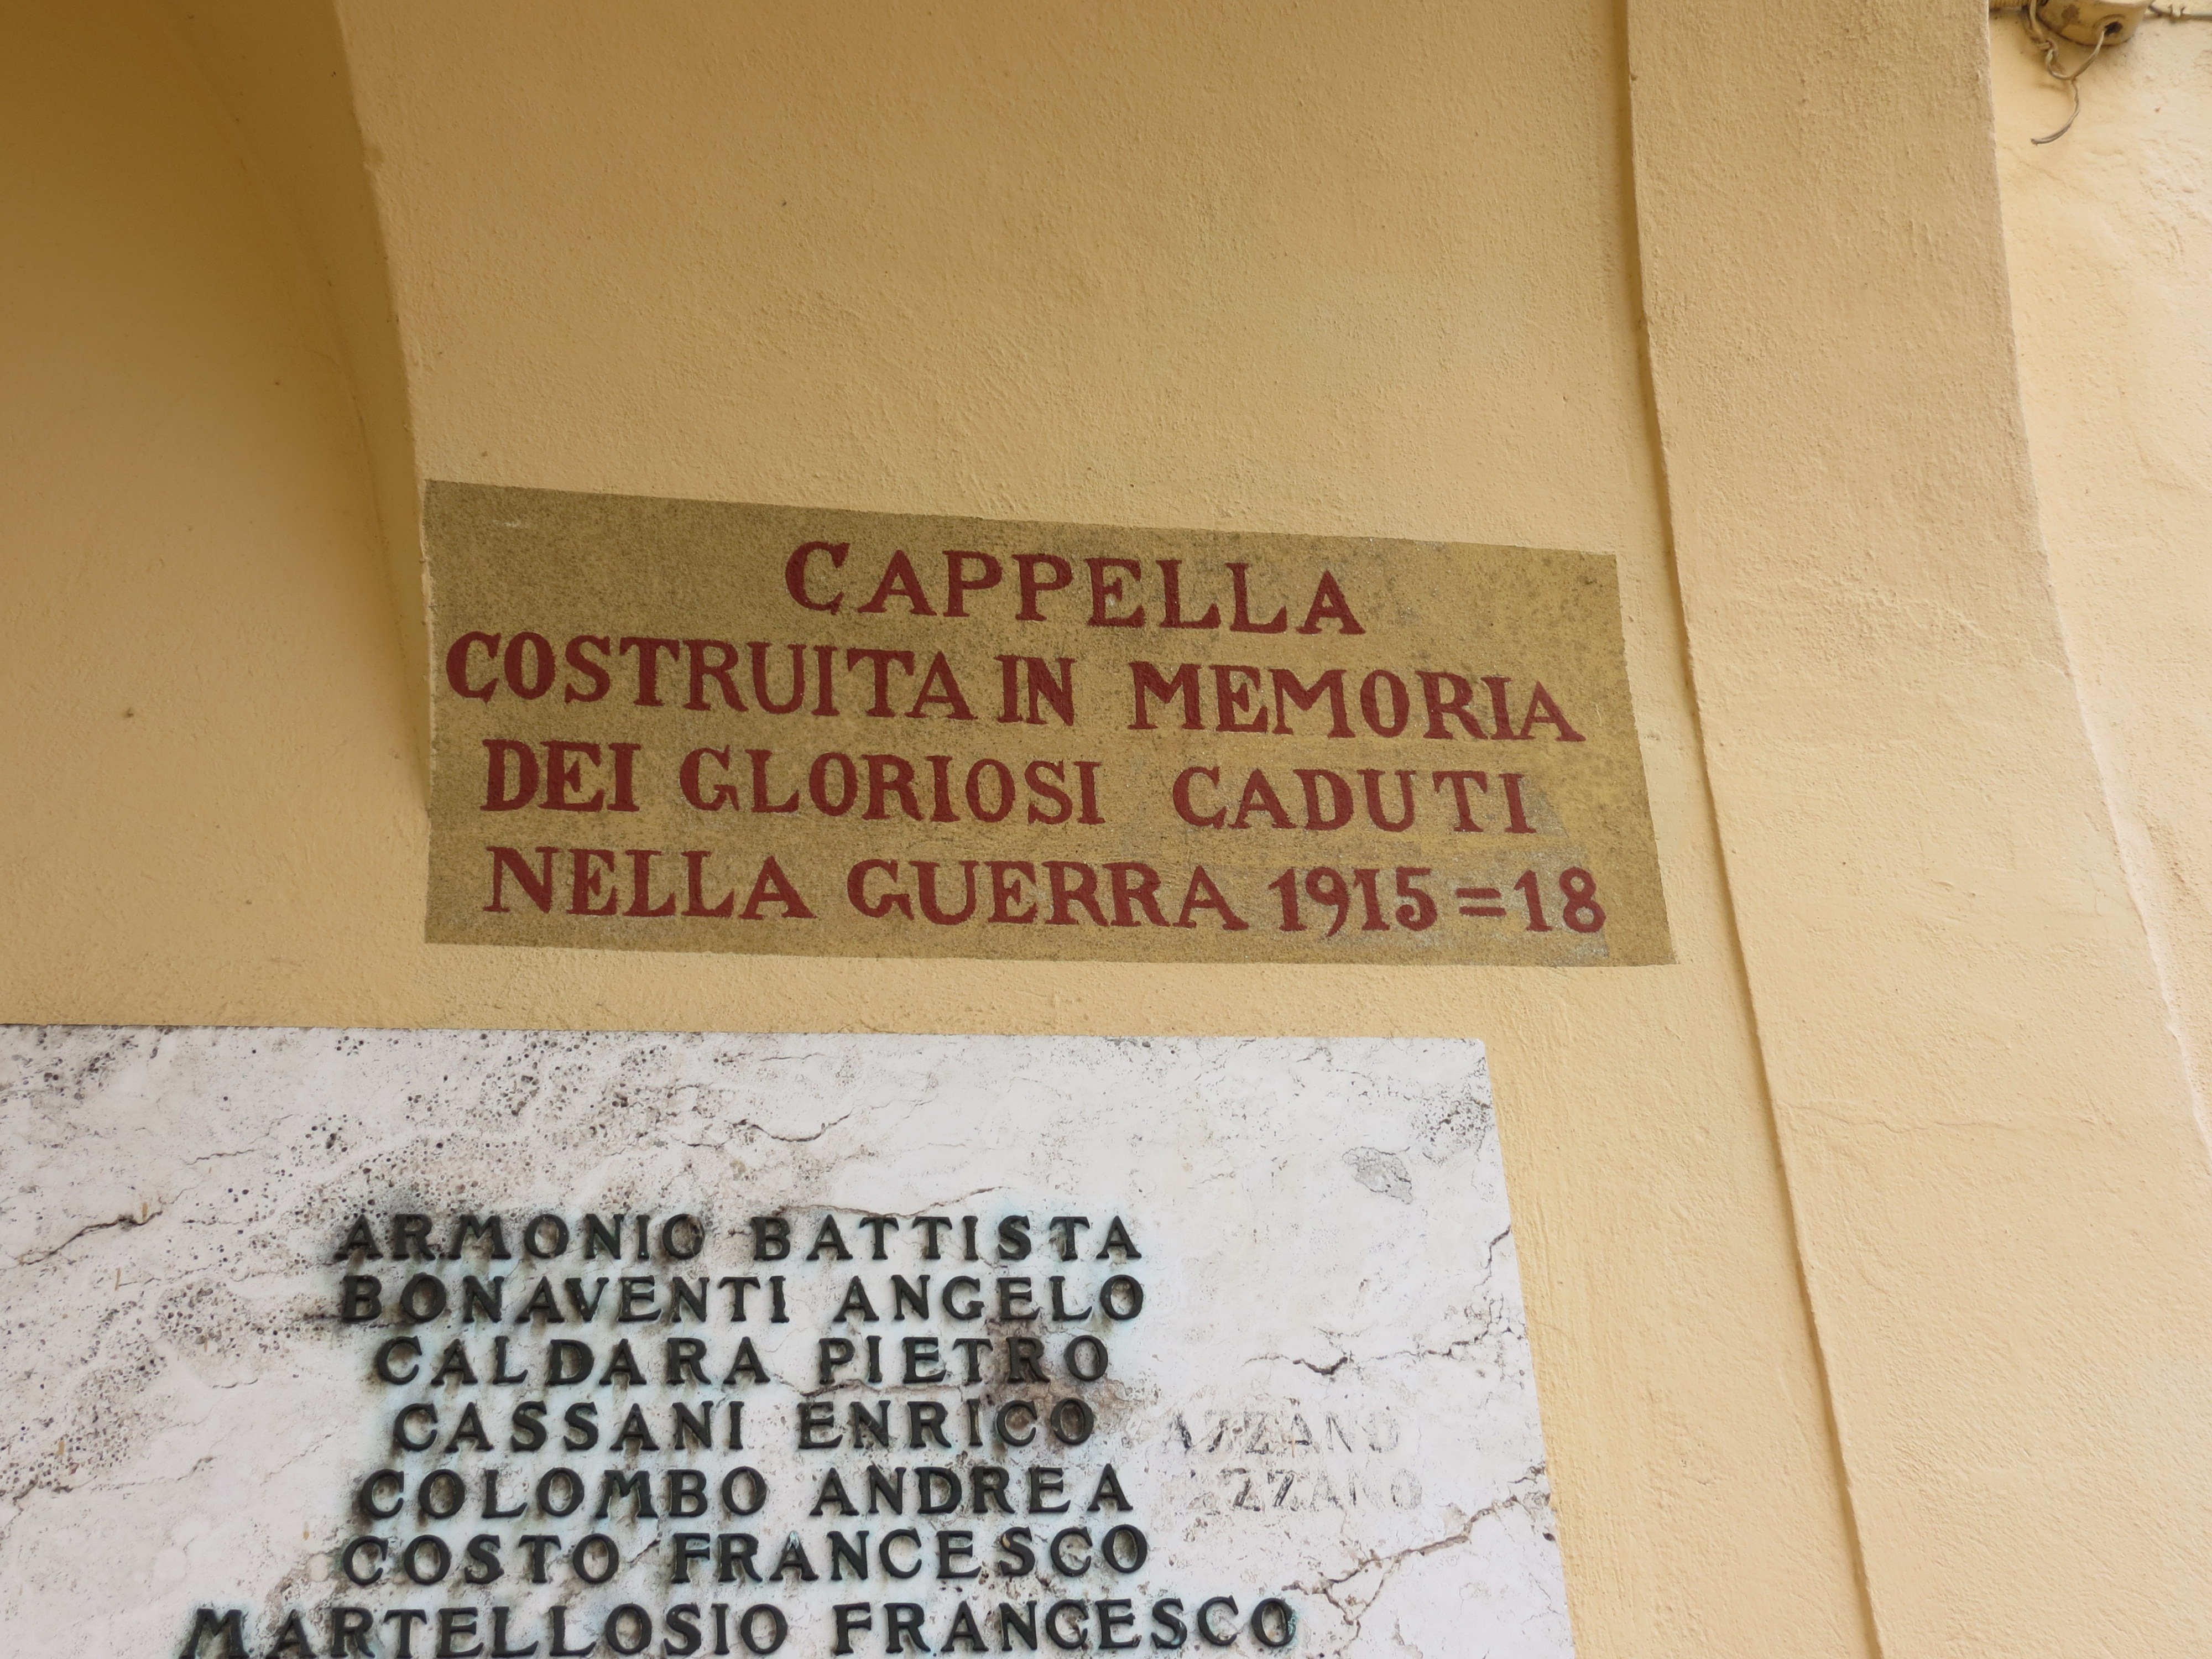 CAPPELLA
COSTRUITA IN MEMORIA
DEI GLORIOSI CADUTI
NELLA GUERRA 1915=18
ARMONIO BATTISTA
BONAVENTI ANGELO
CALDARA PIETRO
CASSANI ENRICO
COLOMBO ANDREA
COSTO FRANCESCO
MARTELLOSIO FRANCESCO